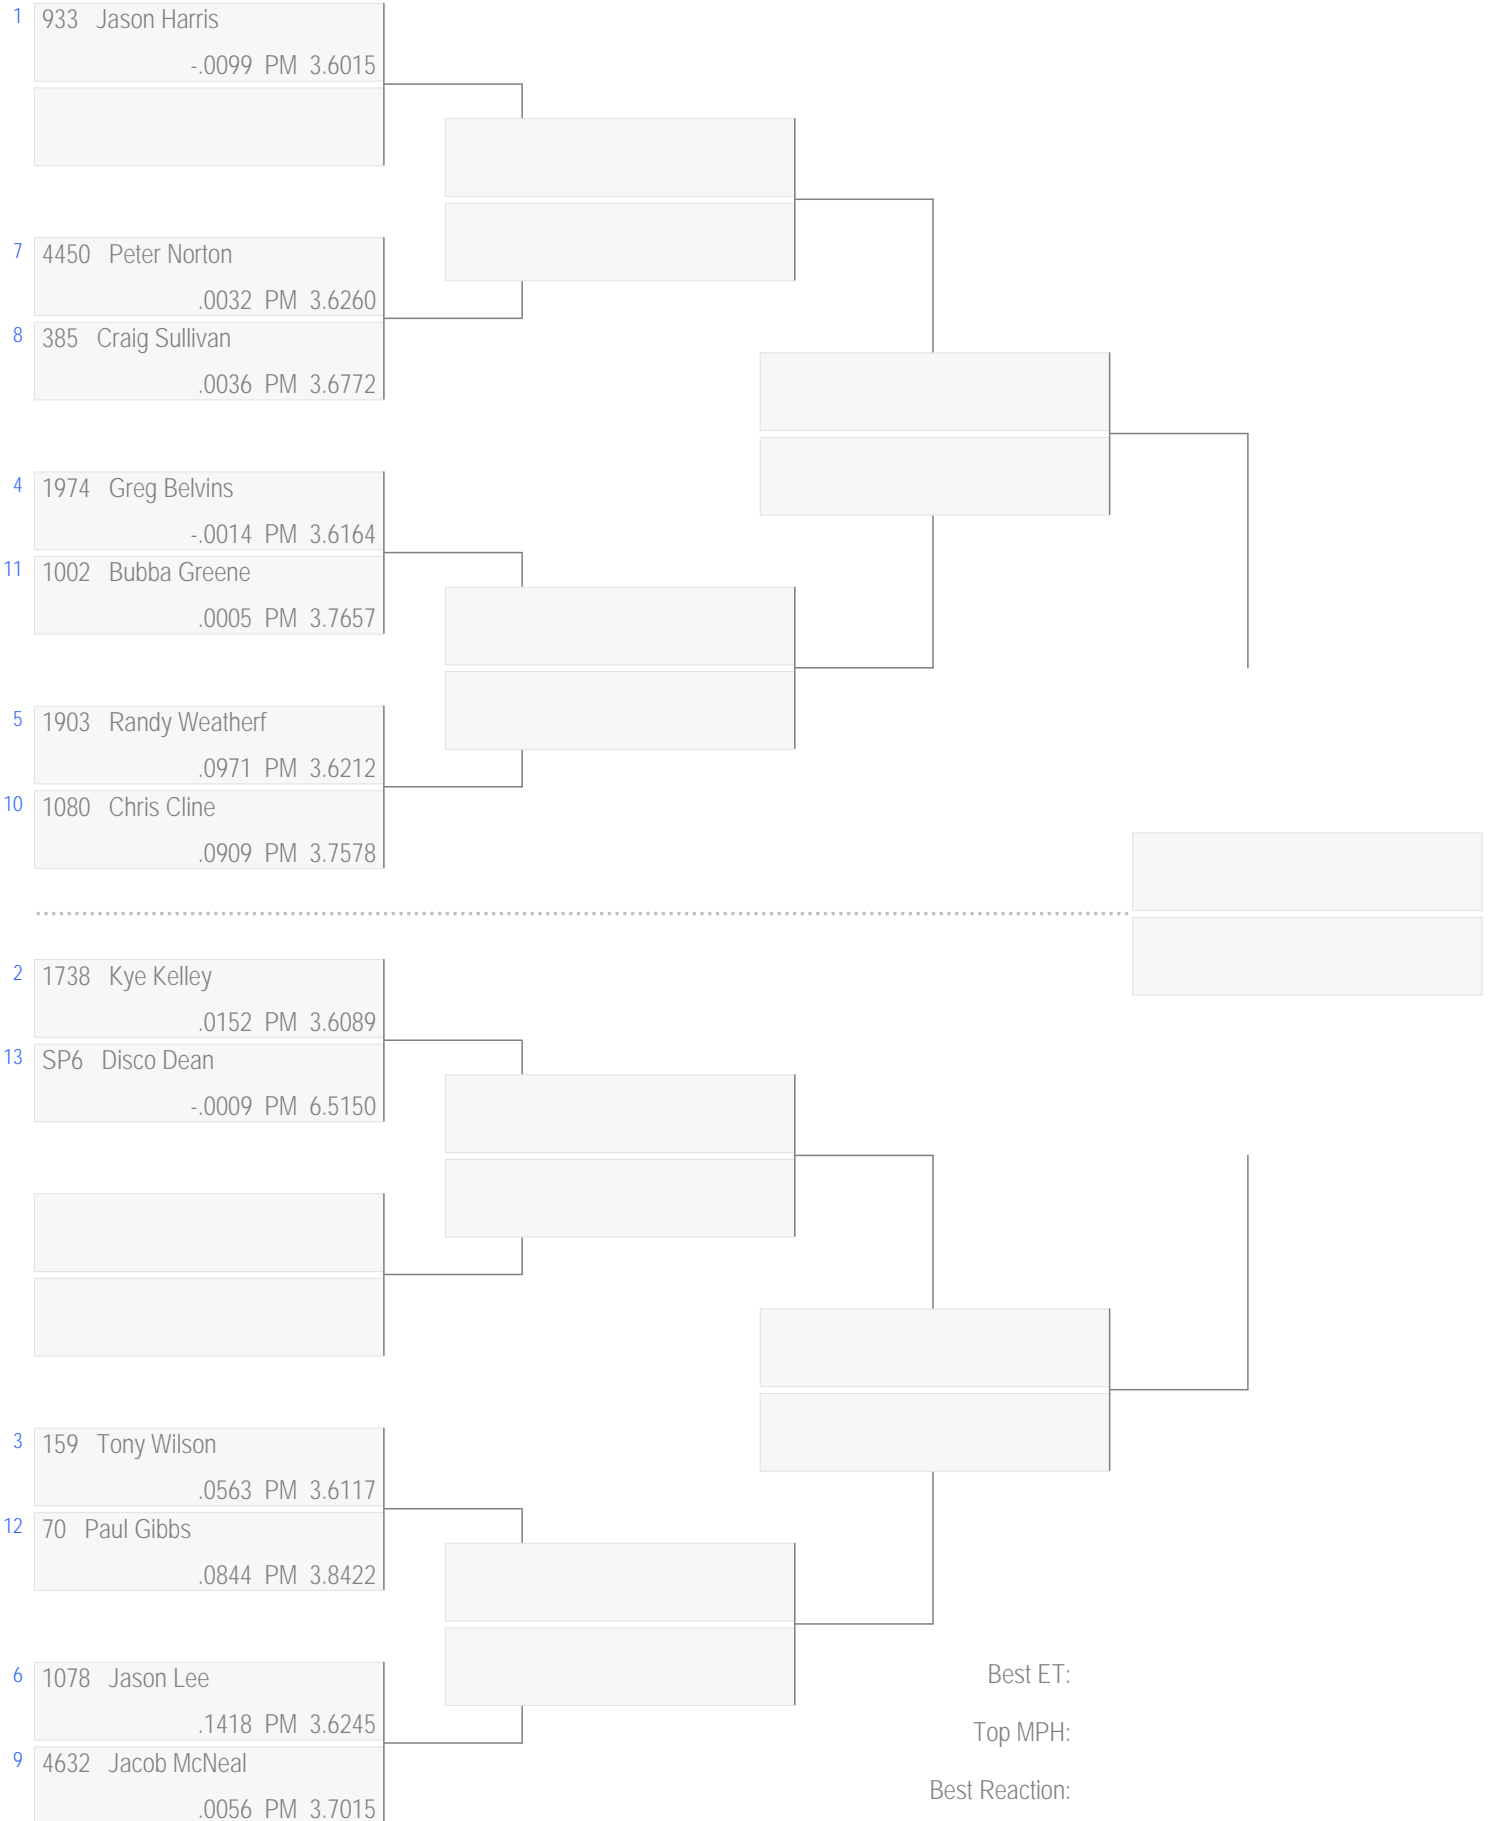 1 933 Jason Harris
-.0099 PM 3.6015
7 4450 Peter Norton
.0032 PM 3.6260
8 385 Craig Sullivan
.0036 PM 3.6772
4 1974 Greg Belvins
-.0014 PM 3.6164
11 1002 Bubba Greene
.0005 PM 3.7657
5 1903 Randy Weatherf
.0971 PM 3.6212
10 1080 Chris Cline
.0909 PM 3.7578
2 1738 Kye Kelley
.0152 PM 3.6089
13 SP6 Disco Dean
-.0009 PM 6.5150
3 159 Tony Wilson
.0563 PM 3.6117
12 70 Paul Gibbs
.0844 PM 3.8422
6 1078 Jason Lee
.1418 PM 3.6245
9 4632 Jacob McNeal
.0056 PM 3.7015
Best ET:
Top MPH:
Best Reaction: